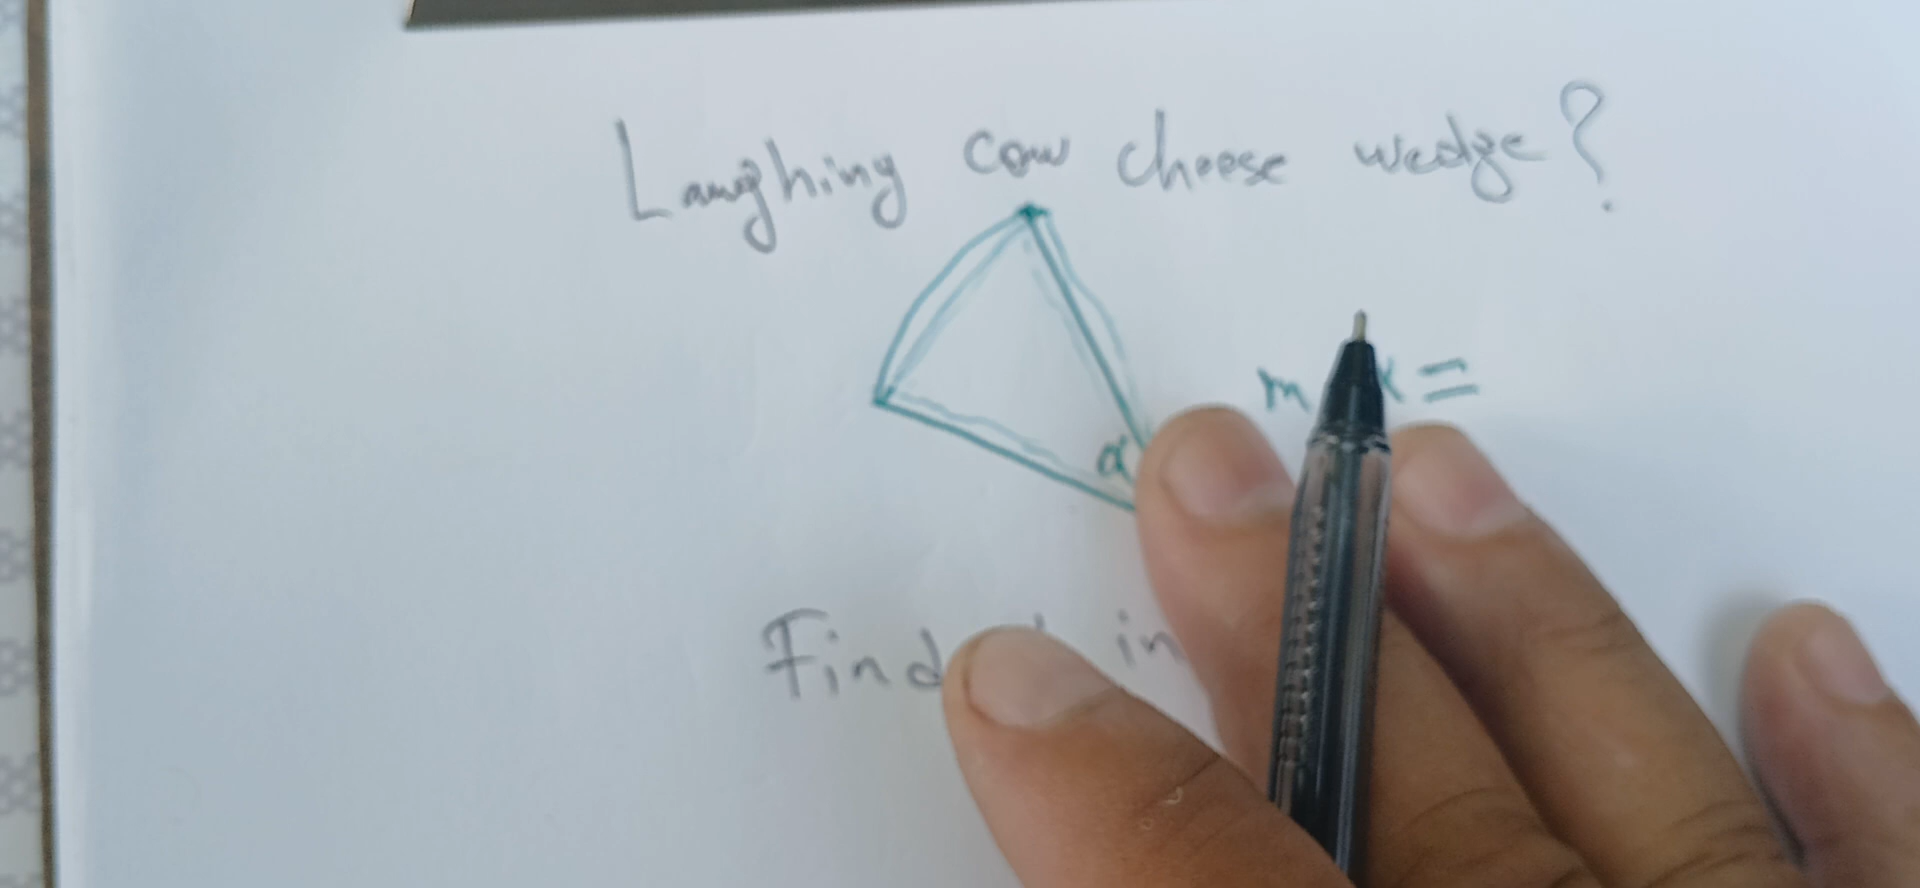 Laughing cow cheese wedge?
m =
α
Find in